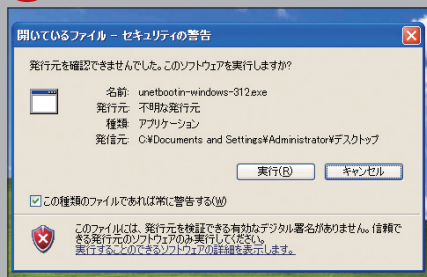 開いているファイル - セキュリティの警告
発行元を確認できませんでした。このソフトウェアを実行しますか?
名前: unetbootin-windows-312.exe
発行元: 不明な発行元
種類: アプリケーション
発信元: C:¥Documents and Settings¥Administrator¥デスクトップ
実行(R)
キャンセル
この種類のファイルであれば常に警告する(W)
このファイルには、発行元を検証できる有効なデジタル署名がありません。信頼で
きる発行元のソフトウェアのみ実行してください。
実行することのできるソフトウェアの詳細を表示します。